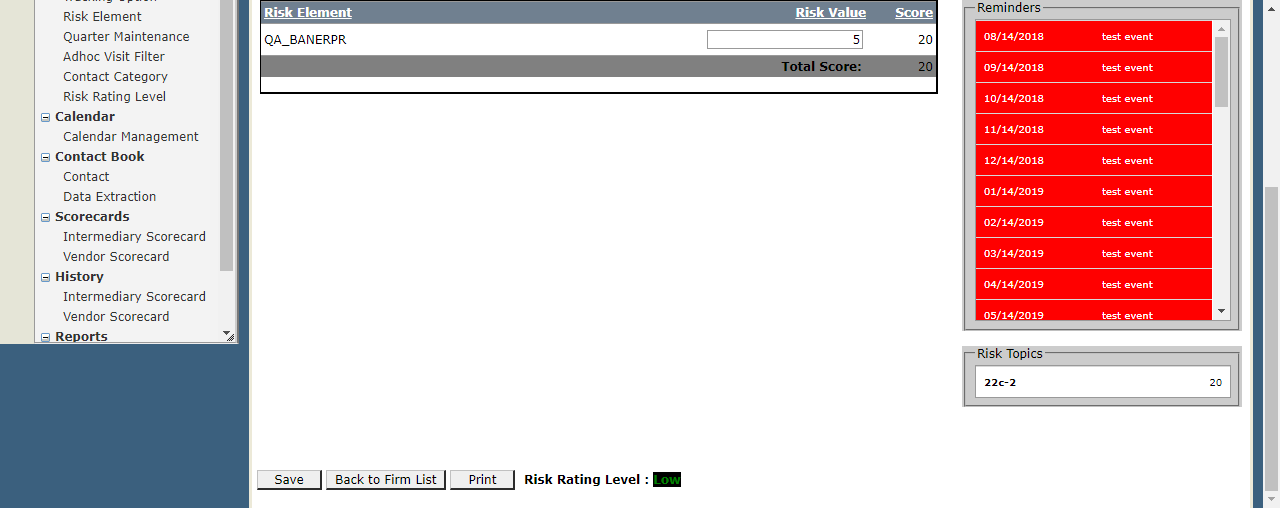 Risk Element
Quarter Maintenance
Adhoc Visit Filter
Contact Category
Risk Rating Level
Calendar
Calendar Management
Contact Book
Contact
Data Extraction
Scorecards
Intermediary Scorecard
Vendor Scorecard
History
Intermediary Scorecard
Vendor Scorecard
Reports
Risk Element Risk Value Score
QA_BANERPR 5 20
Total Score: 20
Save Back to Firm List Print Risk Rating Level : Low
Reminders
08/14/2018 test event
09/14/2018 test event
10/14/2018 test event
11/14/2018 test event
12/14/2018 test event
01/14/2019 test event
02/14/2019 test event
03/14/2019 test event
04/14/2019 test event
05/14/2019 test event
Risk Topics
22c-2 20